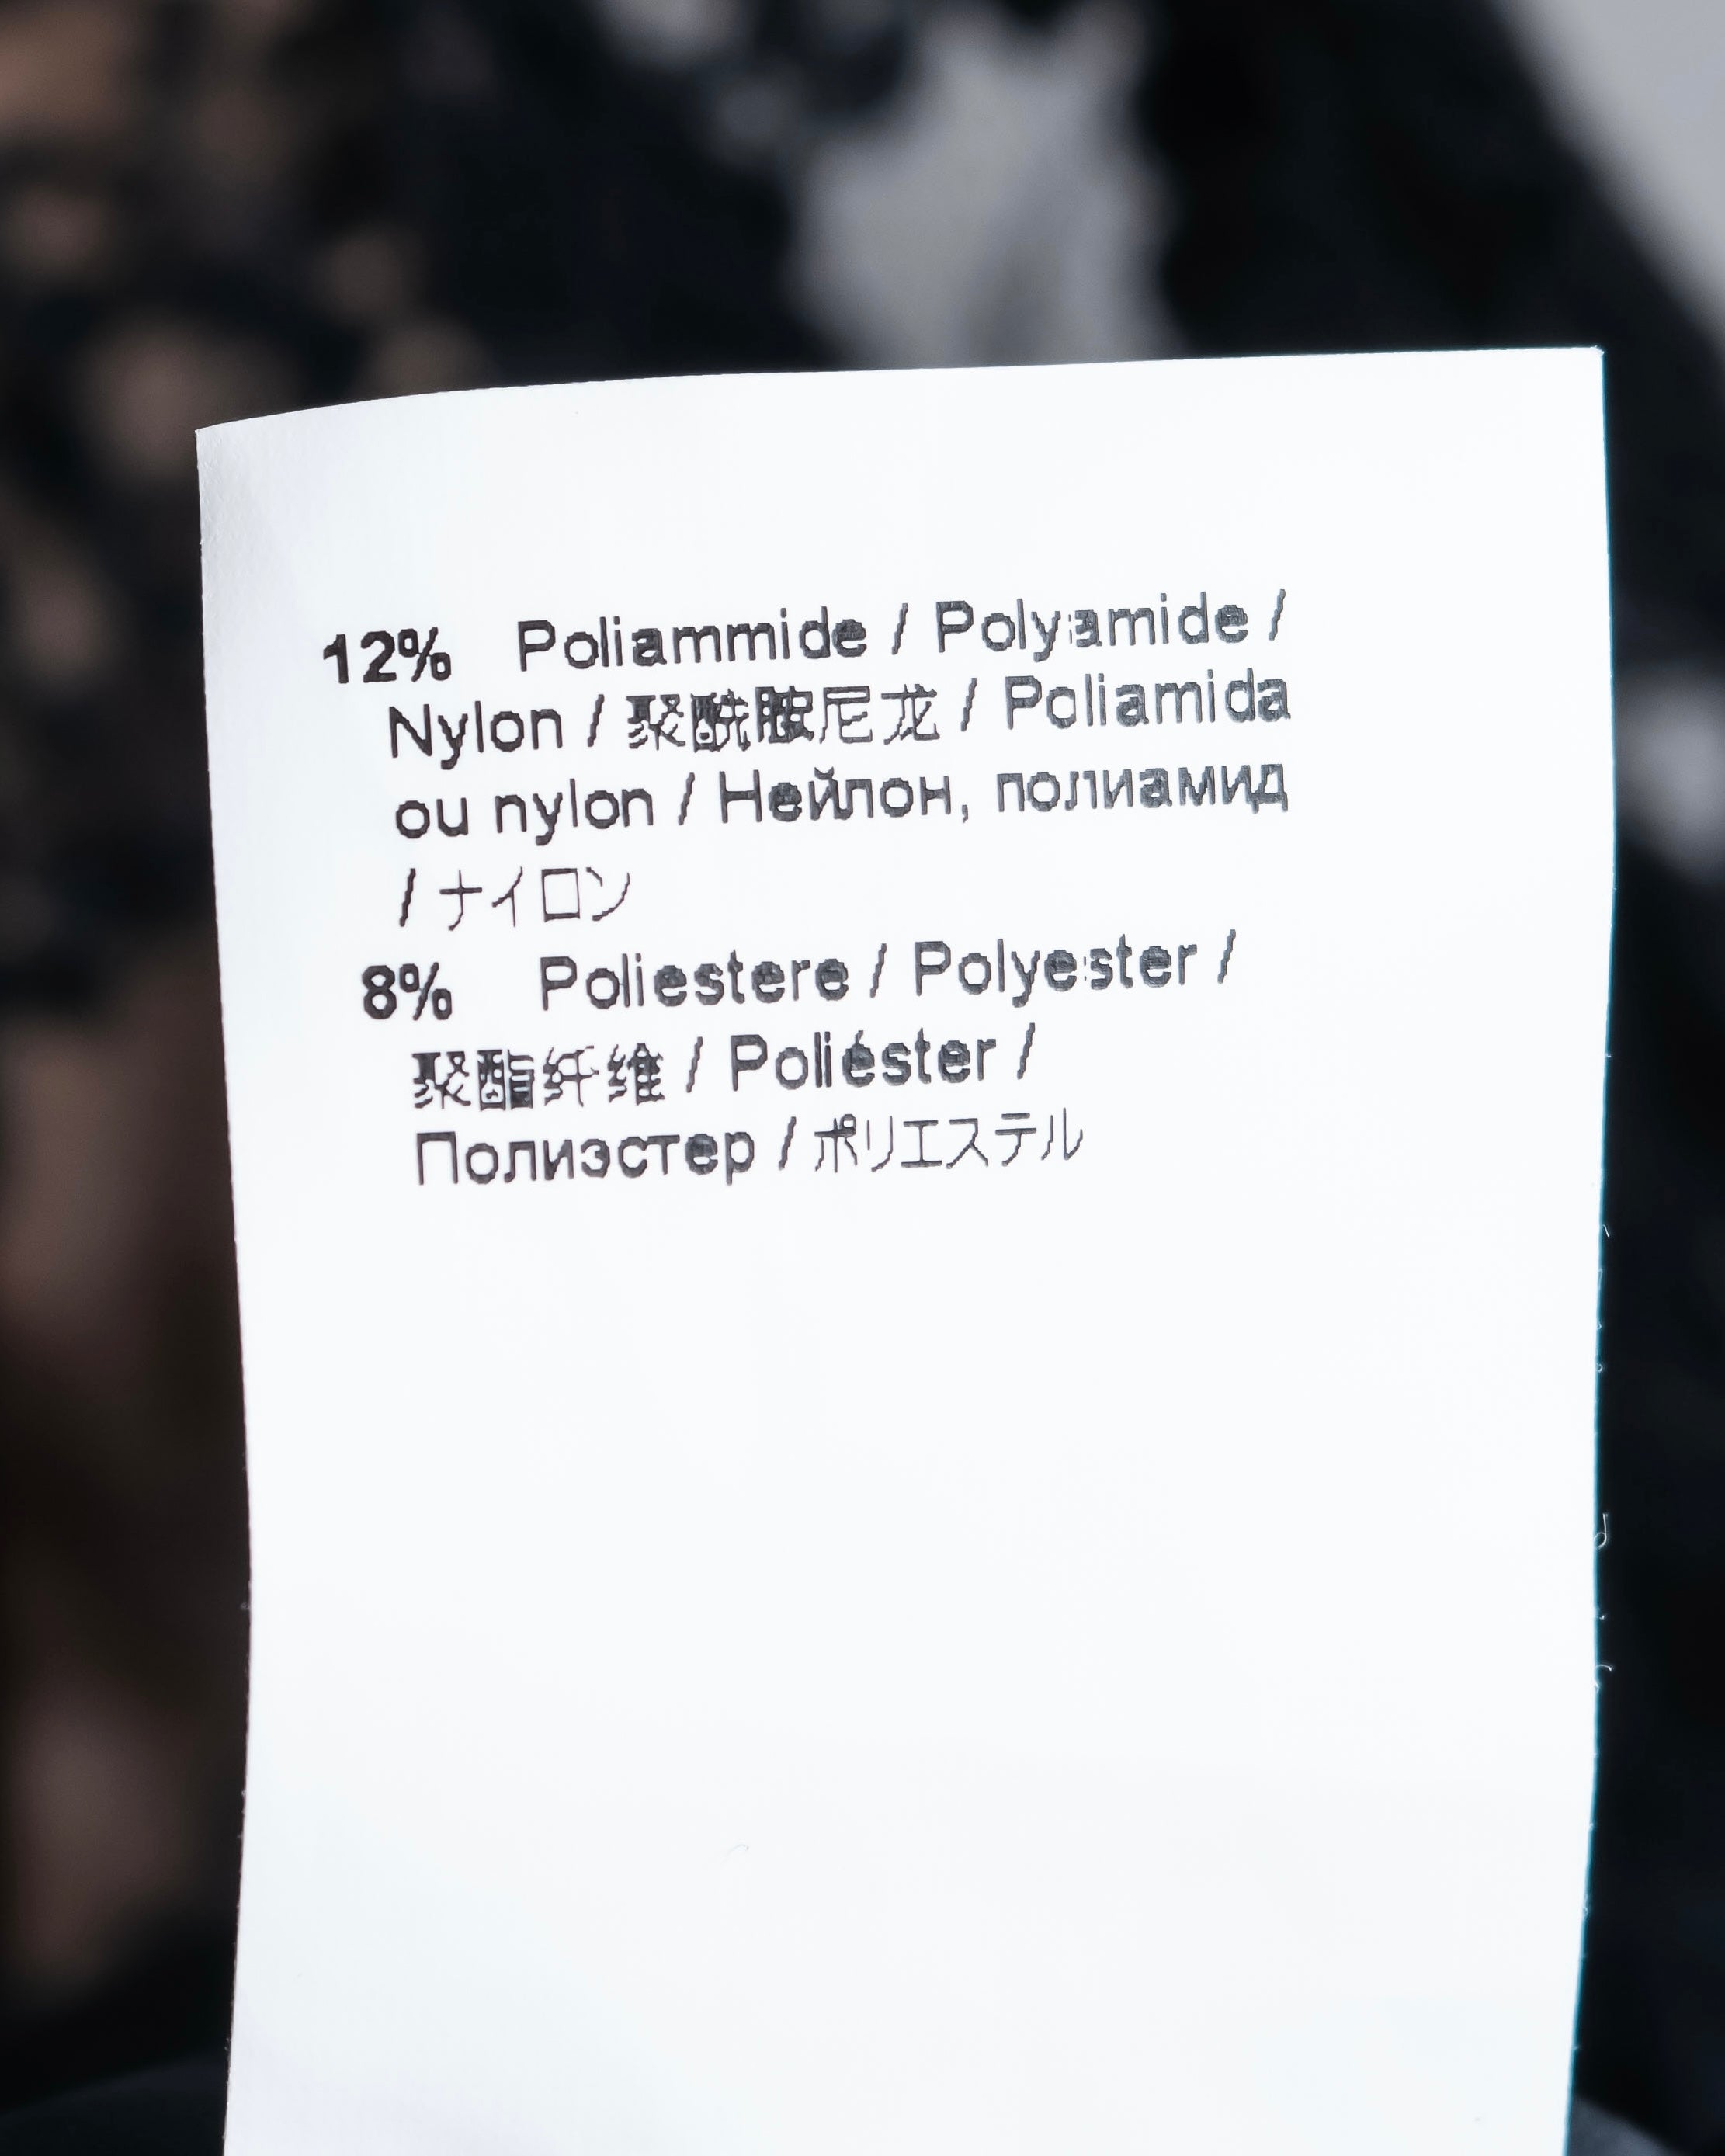 12% Poliammide / Polyamide /
Nylon / 聚酰胺尼龙 / Poliamida
ou nylon / Нейлон, полиамид
/ ナイロン
8% Poliestere / Polyester /
聚酯纤维 / Poliéster /
Полиэстер / ポリエステル